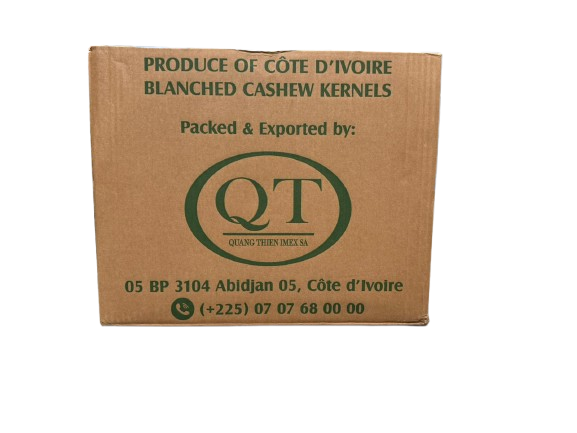 PRODUCE OF CÔTE D'IVOIRE
BLANCHED CASHEW KERNELS
Packed & Exported by:
QT
QUANG THIEN IMEX SA
05 BP 3104 Abidjan 05, Côte d'Ivoire
(+225) 07 07 68 00 00